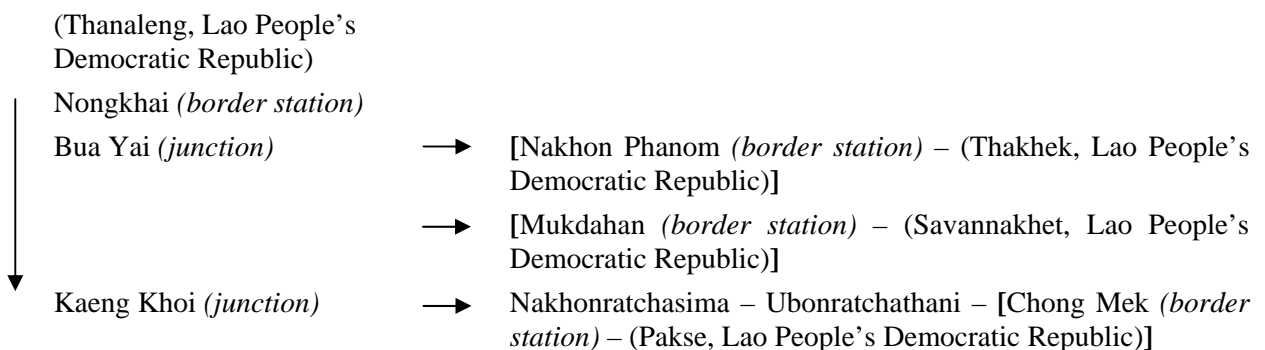 (Thanaleng, Lao People’s
Democratic Republic)
Nongkhai (border station)
Bua Yai (junction)
[Nakhon Phanom (border station) – (Thakhek, Lao People’s
Democratic Republic)]
[Mukdahan (border station) – (Savannakhet, Lao People’s
Democratic Republic)]
Kaeng Khoi (junction)
Nakhonratchasima – Ubonratchathani – [Chong Mek (border
station) – (Pakse, Lao People’s Democratic Republic)]